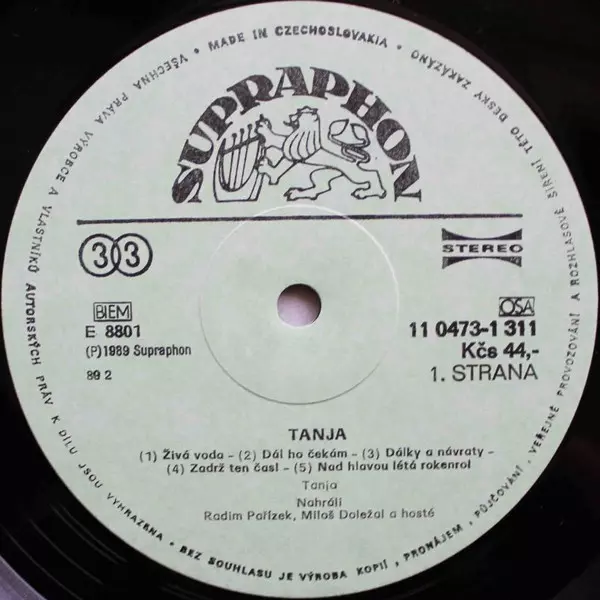 MADE IN CZECHOSLOVAKIA • VŠECHNA PRÁVA VÝROBCE A VLASTNÍKŮ AUTORSKÝCH PRÁV K DÍLU JSOU VYHRAZENA • BEZ SOUHLASU JE VÝROBA KOPIÍ, PRONÁJEM, PŮJČOVÁNÍ, VEŘEJNÉ PROVOZOVÁNÍ A ROZHLASOVÉ ŠÍŘENÍ TÉTO DESKY ZAKÁZÁNO •
SUPRAPHON
33
STEREO
BIEM
OSA
E 8801
11 0473-1 311
(P)1989 Supraphon
Kčs 44,-
89 2
1. STRANA
TANJA
(1) Živá voda – (2) Dál ho čekám – (3) Dálky a návraty –
(4) Zadrž ten čas! – (5) Nad hlavou létá rokenrol
Tanja
Nahráli
Radim Pařízek, Miloš Doležal a hosté